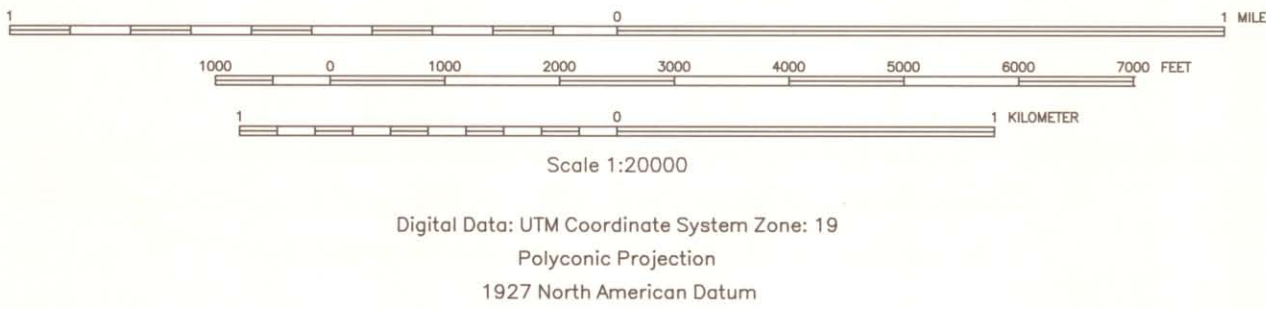 1 0 1 MILE
1000 0 1000 2000 3000 4000 5000 6000 7000 FEET
1 0 1 KILOMETER
Scale 1:20000
Digital Data: UTM Coordinate System Zone: 19
Polyconic Projection
1927 North American Datum